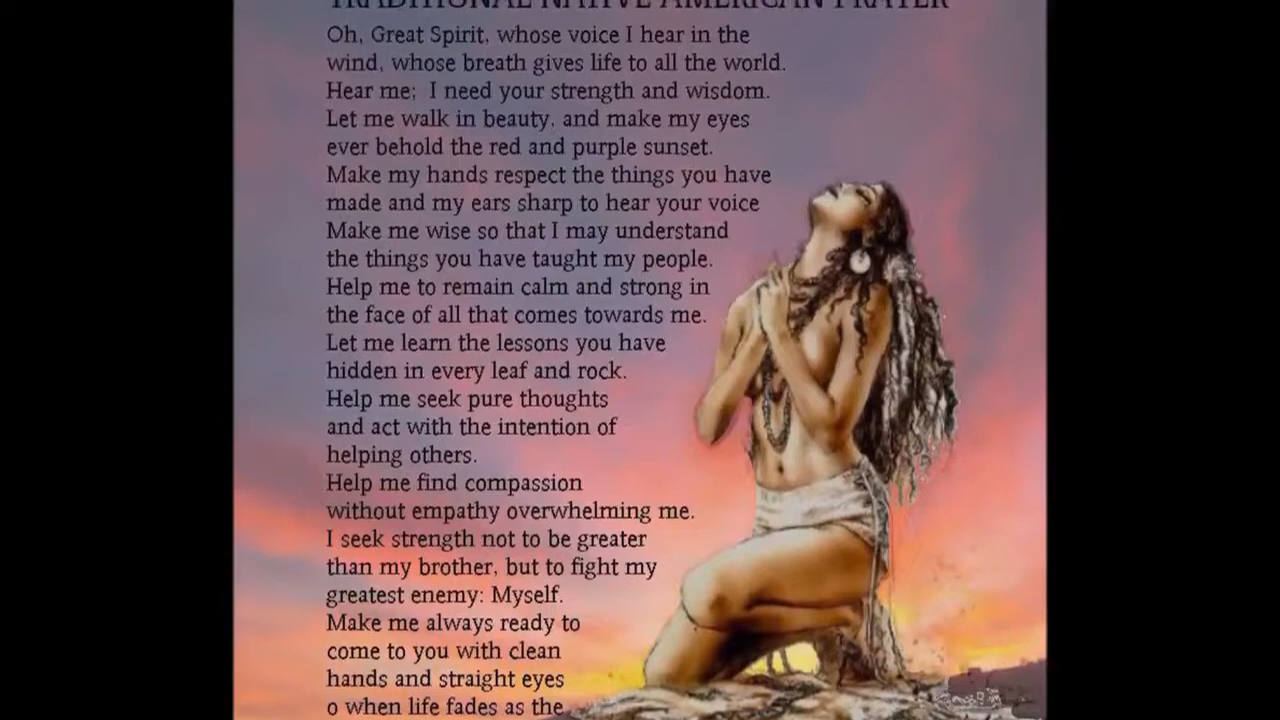 TRADITIONAL NATIVE AMERICAN PRAYER
Oh, Great Spirit, whose voice I hear in the
wind, whose breath gives life to all the world.
Hear me; I need your strength and wisdom.
Let me walk in beauty, and make my eyes
ever behold the red and purple sunset.
Make my hands respect the things you have
made and my ears sharp to hear your voice
Make me wise so that I may understand
the things you have taught my people.
Help me to remain calm and strong in
the face of all that comes towards me.
Let me learn the lessons you have
hidden in every leaf and rock.
Help me seek pure thoughts
and act with the intention of
helping others.
Help me find compassion
without empathy overwhelming me.
I seek strength not to be greater
than my brother, but to fight my
greatest enemy: Myself.
Make me always ready to
come to you with clean
hands and straight eyes
o when life fades as the